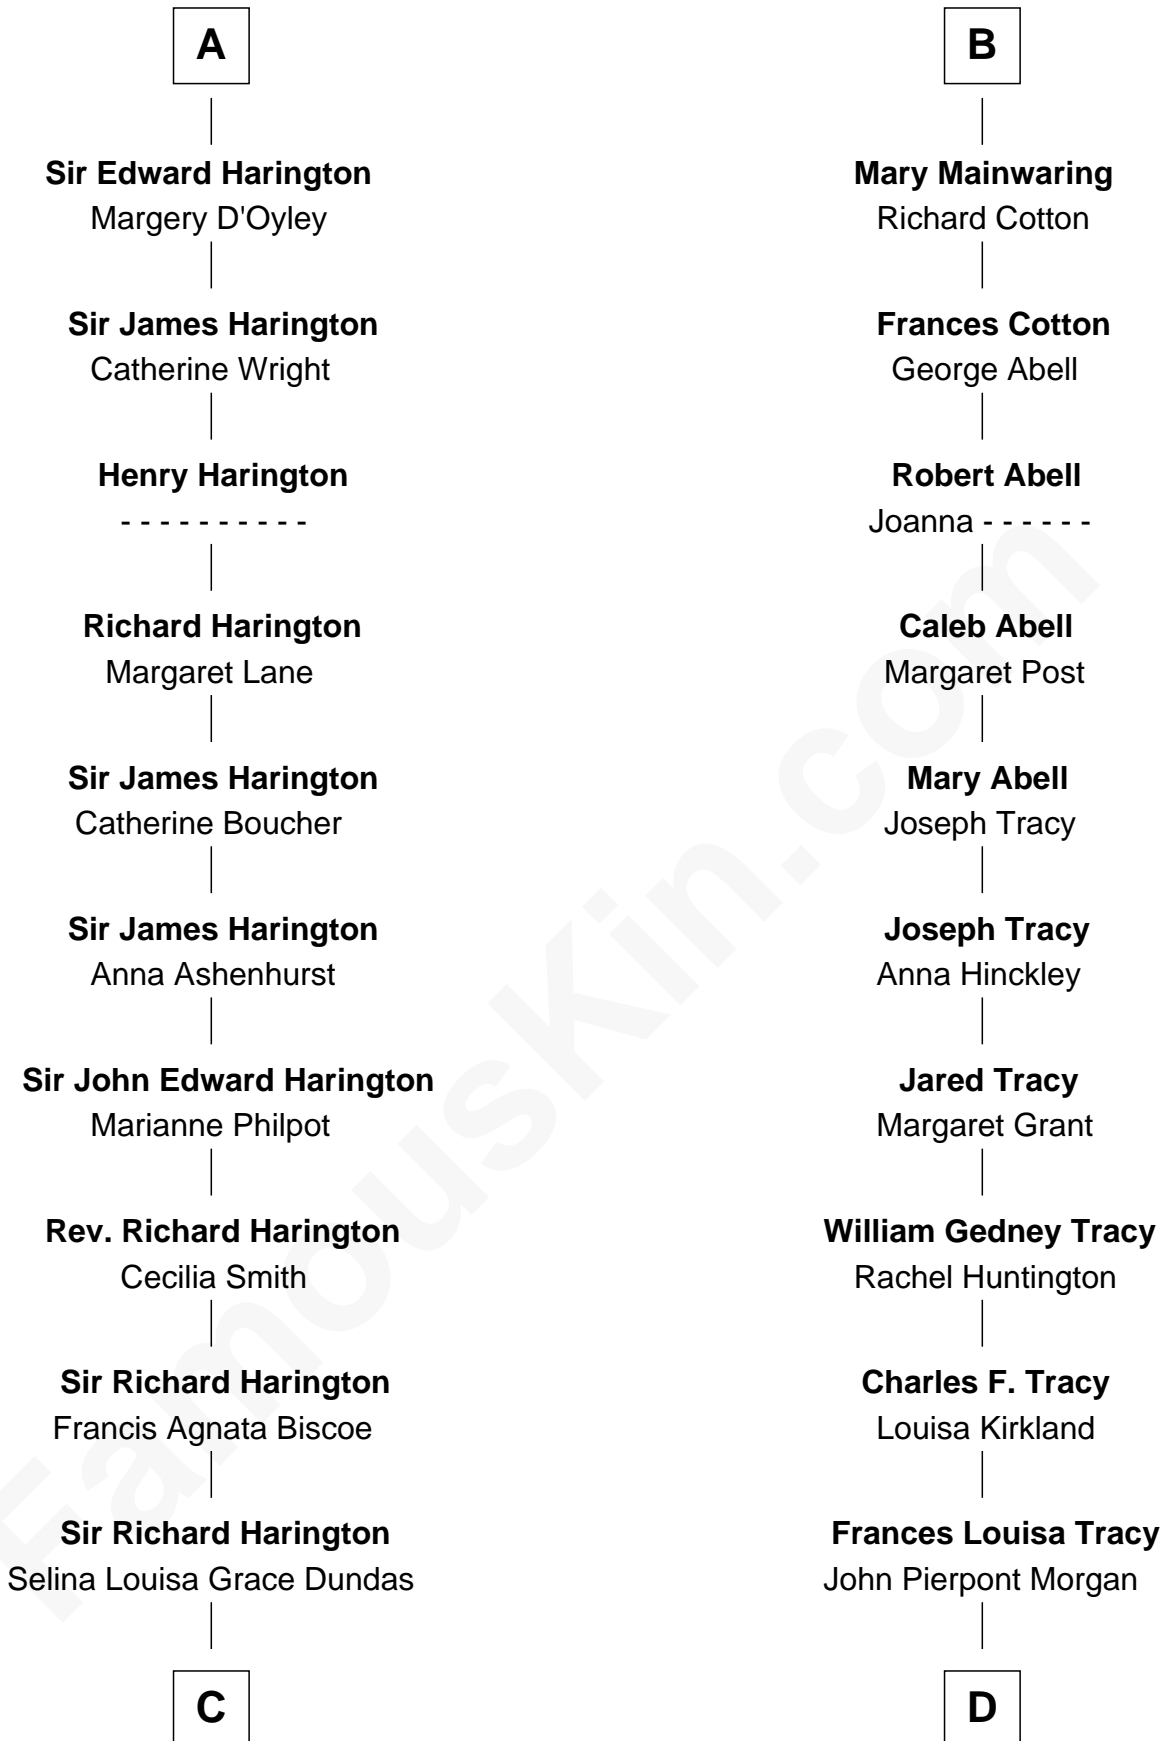 A
Sir Edward Harington
Margery D'Oyley
Sir James Harington
Catherine Wright
Henry Harington
- - - - - - - - - -
Richard Harington
Margaret Lane
Sir James Harington
Catherine Boucher
Sir James Harington
Anna Ashenhurst
Sir John Edward Harington
Marianne Philpot
Rev. Richard Harington
Cecilia Smith
Sir Richard Harington
Francis Agnata Biscoe
Sir Richard Harington
Selina Louisa Grace Dundas
C
B
Mary Mainwaring
Richard Cotton
Frances Cotton
George Abell
Robert Abell
Joanna - - - - - -
Caleb Abell
Margaret Post
Mary Abell
Joseph Tracy
Joseph Tracy
Anna Hinckley
Jared Tracy
Margaret Grant
William Gedney Tracy
Rachel Huntington
Charles F. Tracy
Louisa Kirkland
Frances Louisa Tracy
John Pierpont Morgan
D
FamousKin.com